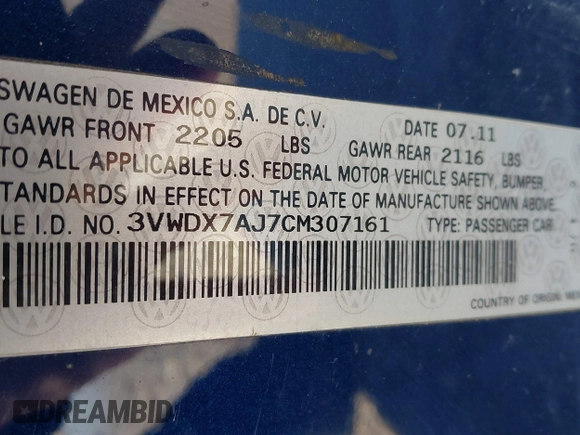 SWAGEN DE MEXICO S.A. DE C.V. DATE 07.11
GAWR FRONT 2205 LBS GAWR REAR 2116 LBS
TO ALL APPLICABLE U.S. FEDERAL MOTOR VEHICLE SAFETY, BUMPER,
STANDARDS IN EFFECT ON THE DATE OF MANUFACTURE SHOWN ABOVE.
LE I.D. NO. 3VWDX7AJ7CM307161 TYPE: PASSENGER CAR
COUNTRY OF ORIGIN:
DREAMBID